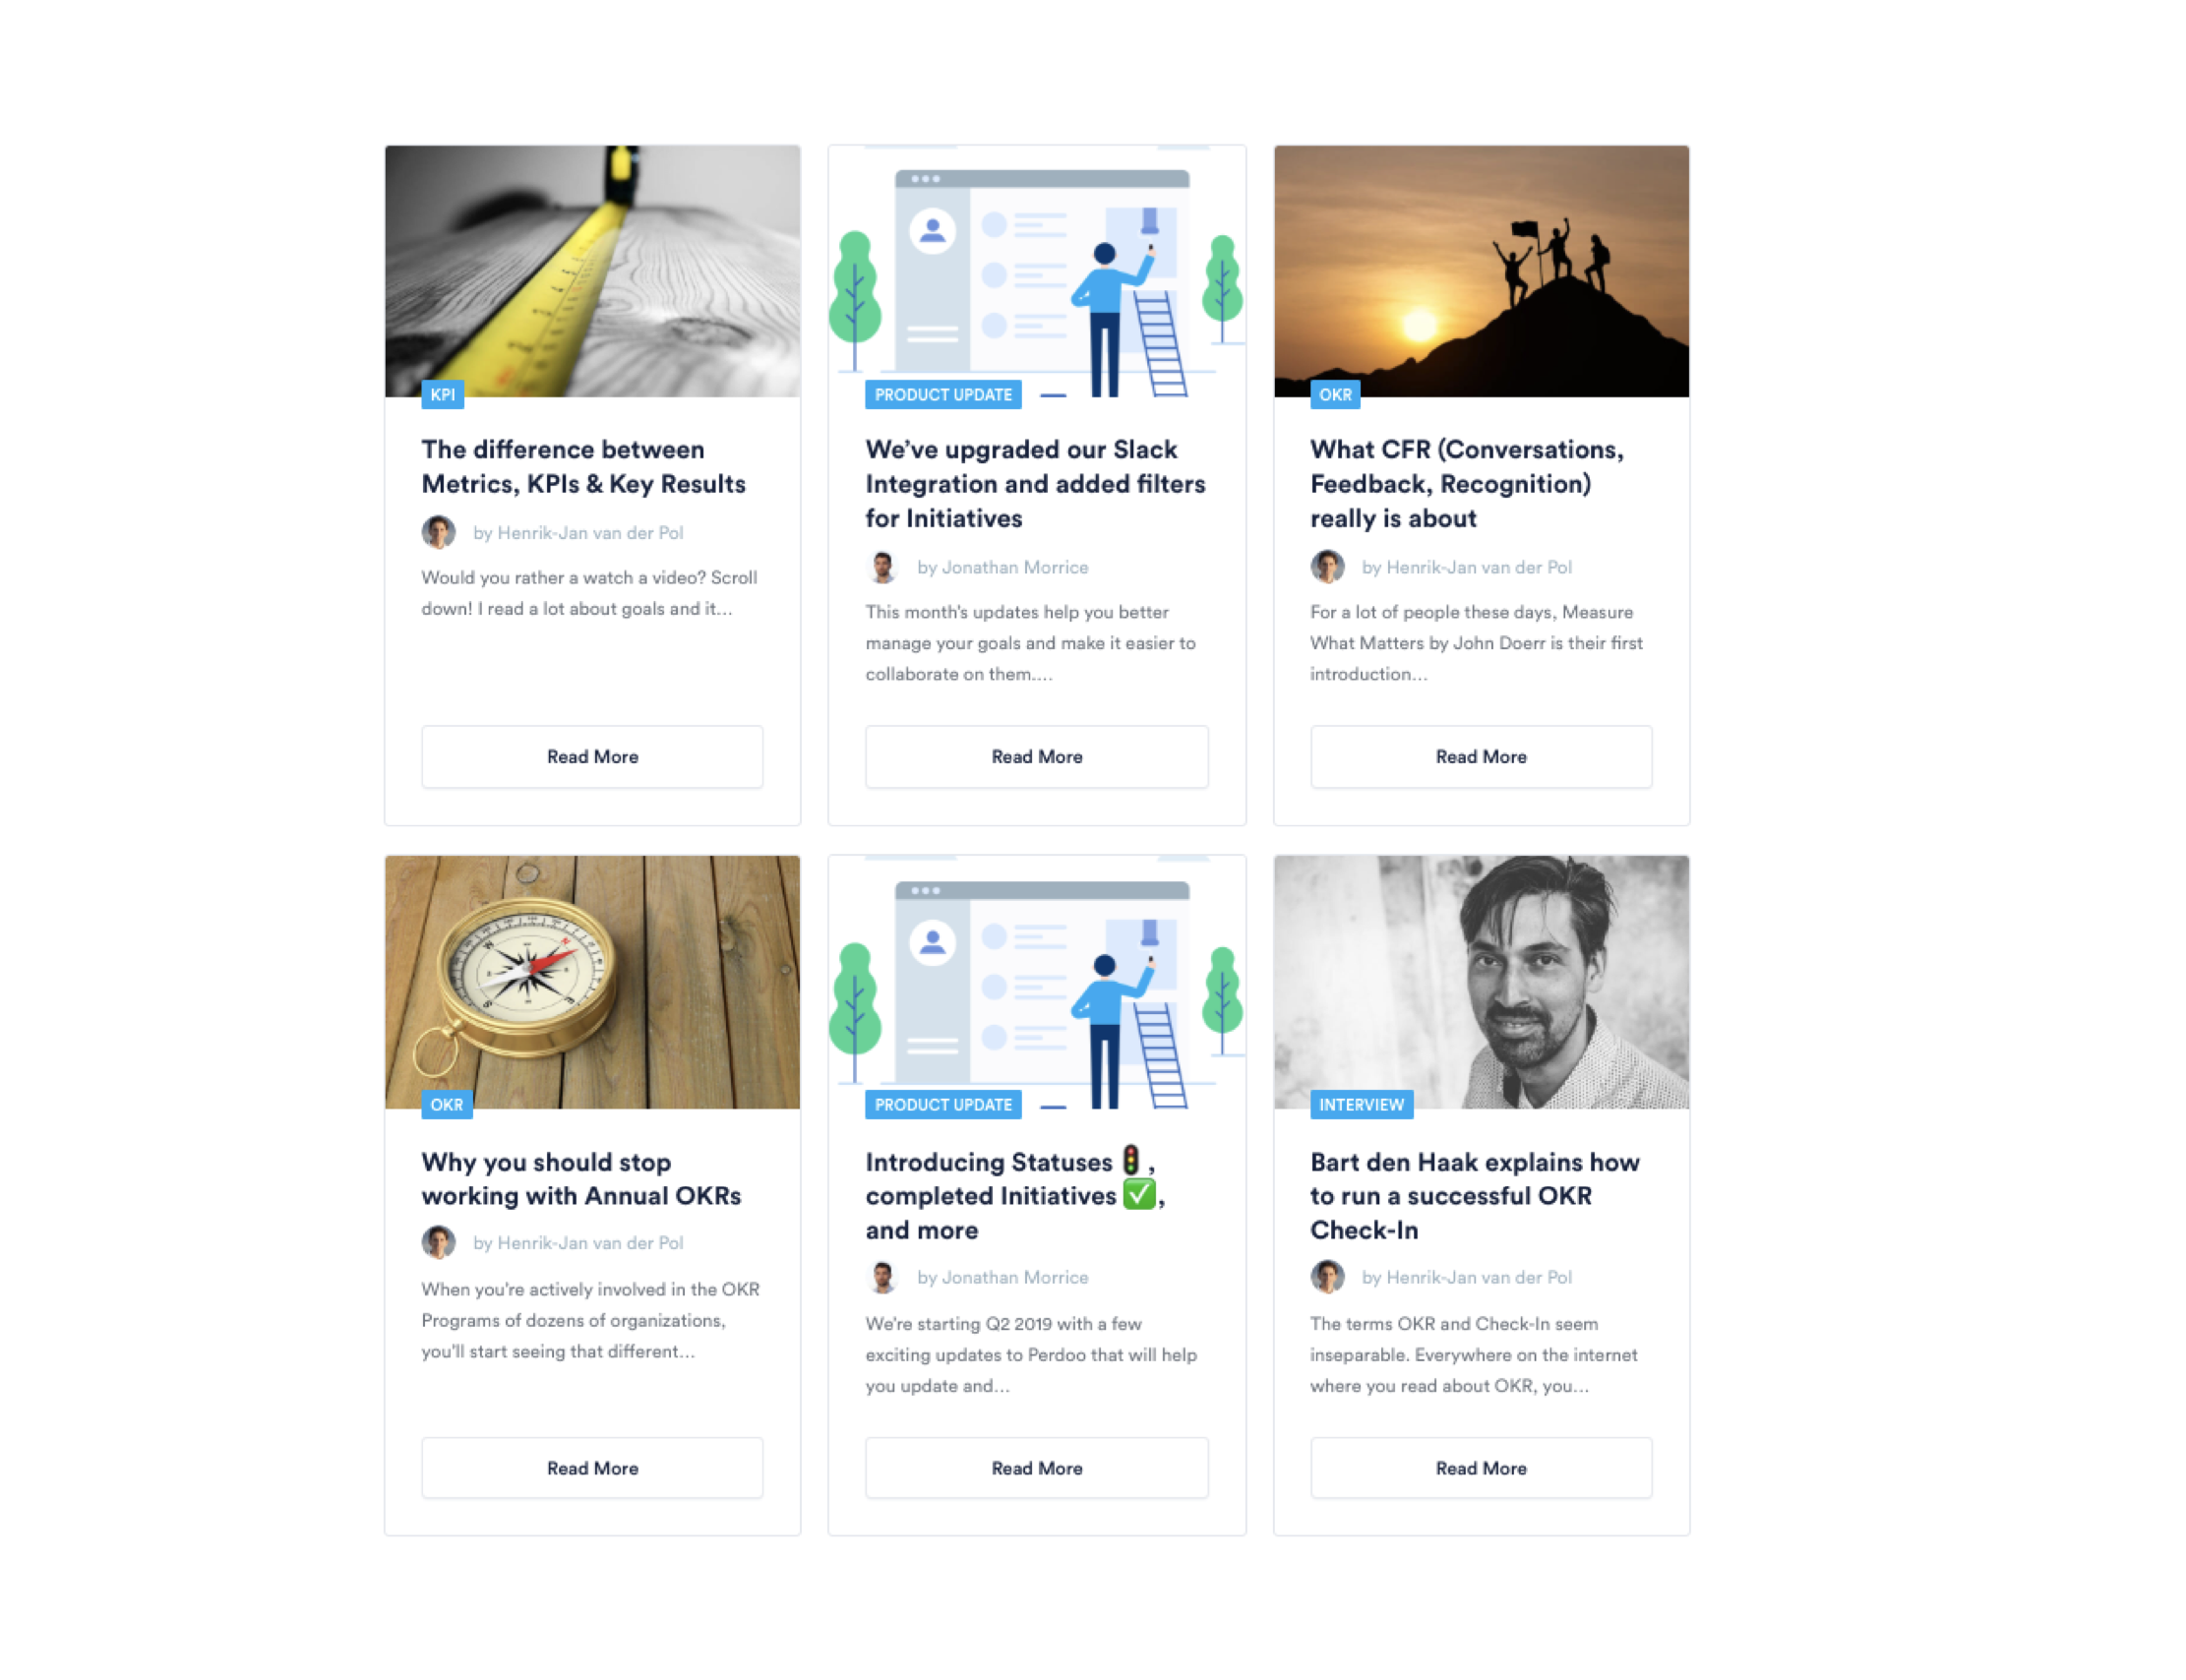 KPI
The difference between
Metrics, KPIs & Key Results
by Henrik-Jan van der Pol
Would you rather a watch a video? Scroll
down! I read a lot about goals and it...
Read More
PRODUCT UPDATE
We've upgraded our Slack
Integration and added filters
for Initiatives
by Jonathan Morrice
This month's updates help you better
manage your goals and make it easier to
collaborate on them....
Read More
OKR
What CFR (Conversations,
Feedback, Recognition)
really is about
by Henrik-Jan van der Pol
For a lot of people these days, Measure
What Matters by John Doerr is their first
introduction...
Read More
OKR
Why you should stop
working with Annual OKRs
by Henrik-Jan van der Pol
When you're actively involved in the OKR
Programs of dozens of organizations,
you'll start seeing that different...
Read More
PRODUCT UPDATE
Introducing Statuses 🚦,
completed Initiatives ✅,
and more
by Jonathan Morrice
We're starting Q2 2019 with a few
exciting updates to Perdoo that will help
you update and...
Read More
INTERVIEW
Bart den Haak explains how
to run a successful OKR
Check-In
by Henrik-Jan van der Pol
The terms OKR and Check-In seem
inseparable. Everywhere on the internet
where you read about OKR, you...
Read More